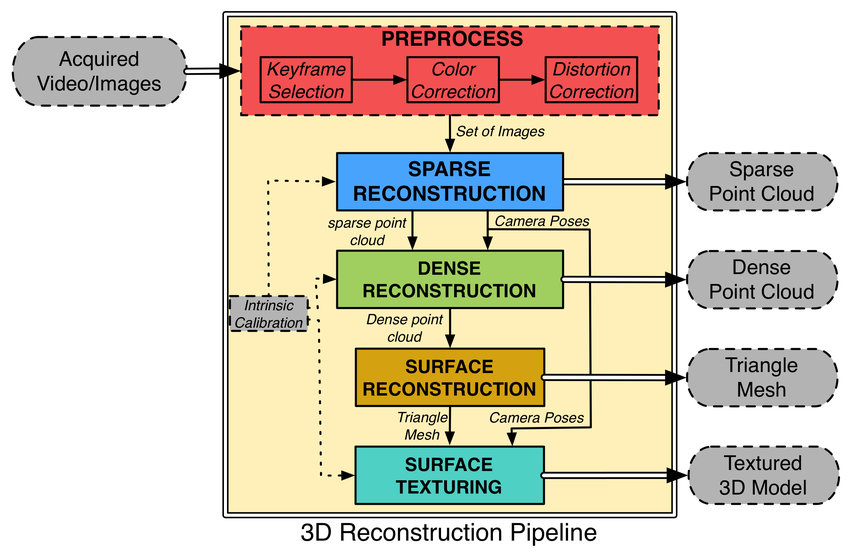 PREPROCESS
Acquired
Video/Images
Keyframe
Selection
Color
Correction
Distortion
Correction
Set of Images
SPARSE
RECONSTRUCTION
Sparse
Point Cloud
sparse point
cloud
Camera Poses
DENSE
RECONSTRUCTION
Dense
Point Cloud
Intrinsic
Calibration
Dense point
cloud
SURFACE
RECONSTRUCTION
Triangle
Mesh
Triangle
Mesh
Camera Poses
SURFACE
TEXTURING
Textured
3D Model
3D Reconstruction Pipeline